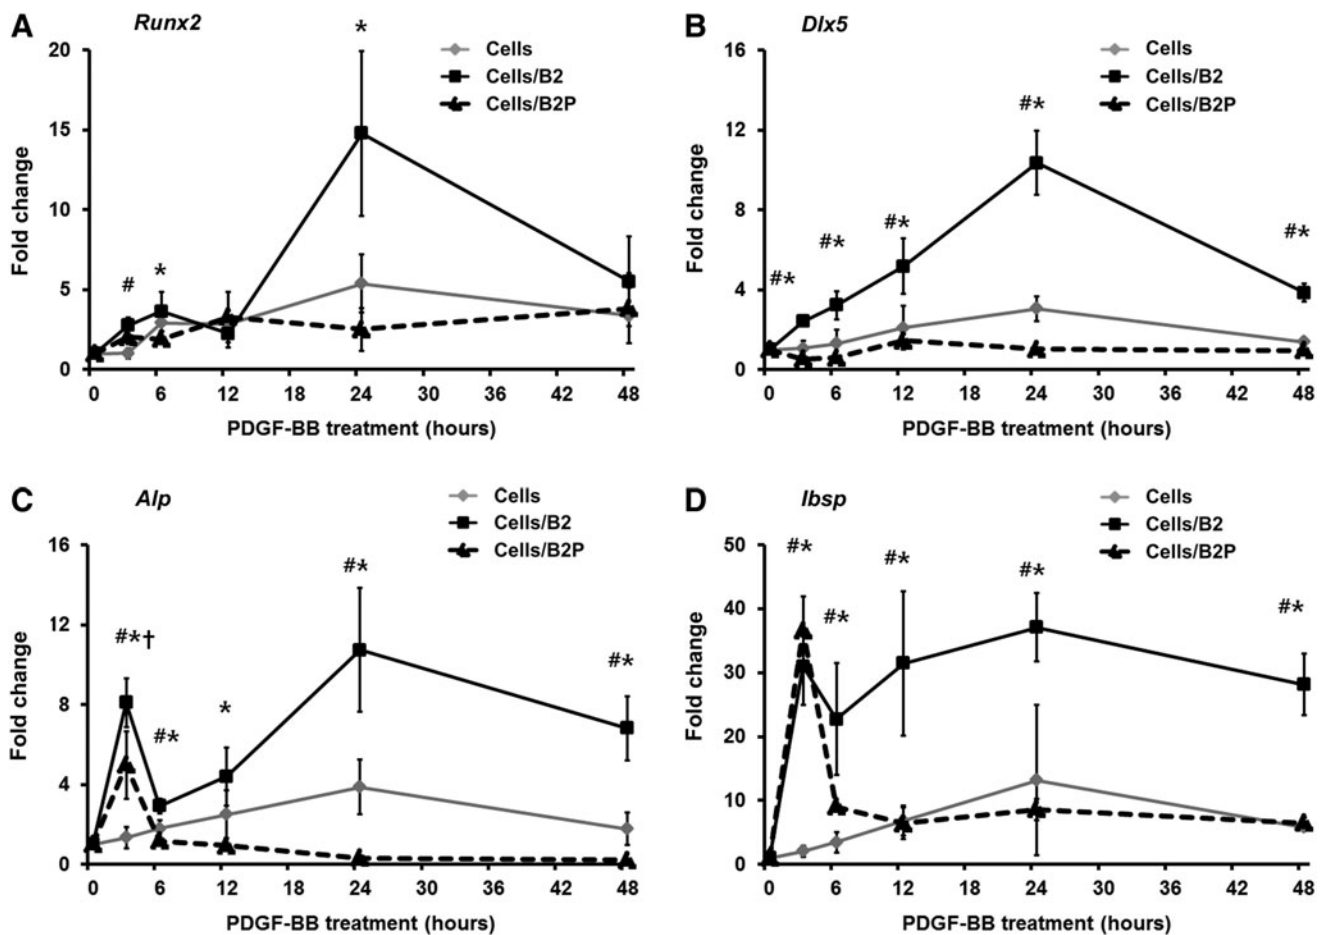 A
Runx2
Cells
Cells/B2
Cells/B2P
*
#
*
20
15
10
5
0
Fold change
0 6 12 18 24 30 36 42 48
PDGF-BB treatment (hours)
B
Dlx5
Cells
Cells/B2
Cells/B2P
#*
#*
#*
#*
#*
16
12
8
4
0
Fold change
0 6 12 18 24 30 36 42 48
PDGF-BB treatment (hours)
C
Alp
Cells
Cells/B2
Cells/B2P
#*
#*†
#*
*
#*
16
12
8
4
0
Fold change
0 6 12 18 24 30 36 42 48
PDGF-BB treatment (hours)
D
Ibsp
Cells
Cells/B2
Cells/B2P
#*
#*
#*
#*
#*
50
40
30
20
10
0
Fold change
0 6 12 18 24 30 36 42 48
PDGF-BB treatment (hours)